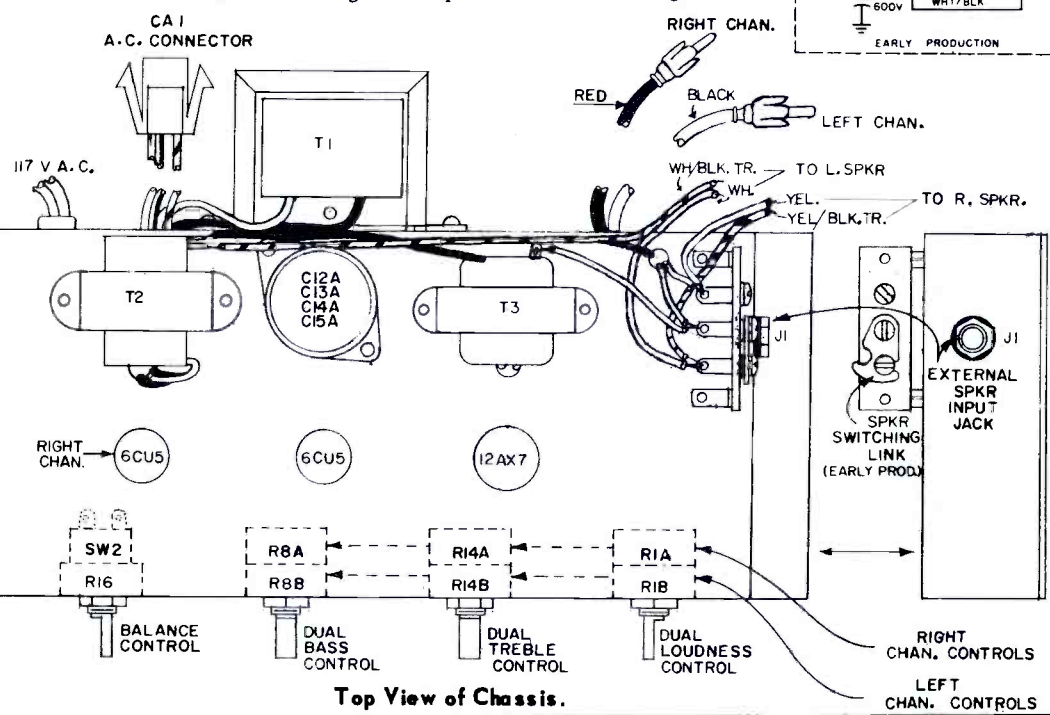 600V
WHT/BLK
EARLY PRODUCTION
CA1
A.C. CONNECTOR
RIGHT CHAN.
RED
BLACK
LEFT CHAN.
T1
117 V A.C.
WH/BLK. TR.
TO L. SPKR
WH.
YEL.
TO R. SPKR.
YEL/BLK.TR.
T2
C12A
C13A
C14A
C15A
T3
J1
J1
EXTERNAL
SPKR
INPUT
JACK
SPKR
SWITCHING
LINK
(EARLY PROD.)
RIGHT
CHAN.
6CU5
6CU5
12AX7
SW2
R16
R8A
R8B
R14A
R14B
R1A
R1B
BALANCE
CONTROL
DUAL
BASS
CONTROL
DUAL
TREBLE
CONTROL
DUAL
LOUDNESS
CONTROL
RIGHT
CHAN. CONTROLS
LEFT
CHAN. CONTROLS
Top View of Chassis.